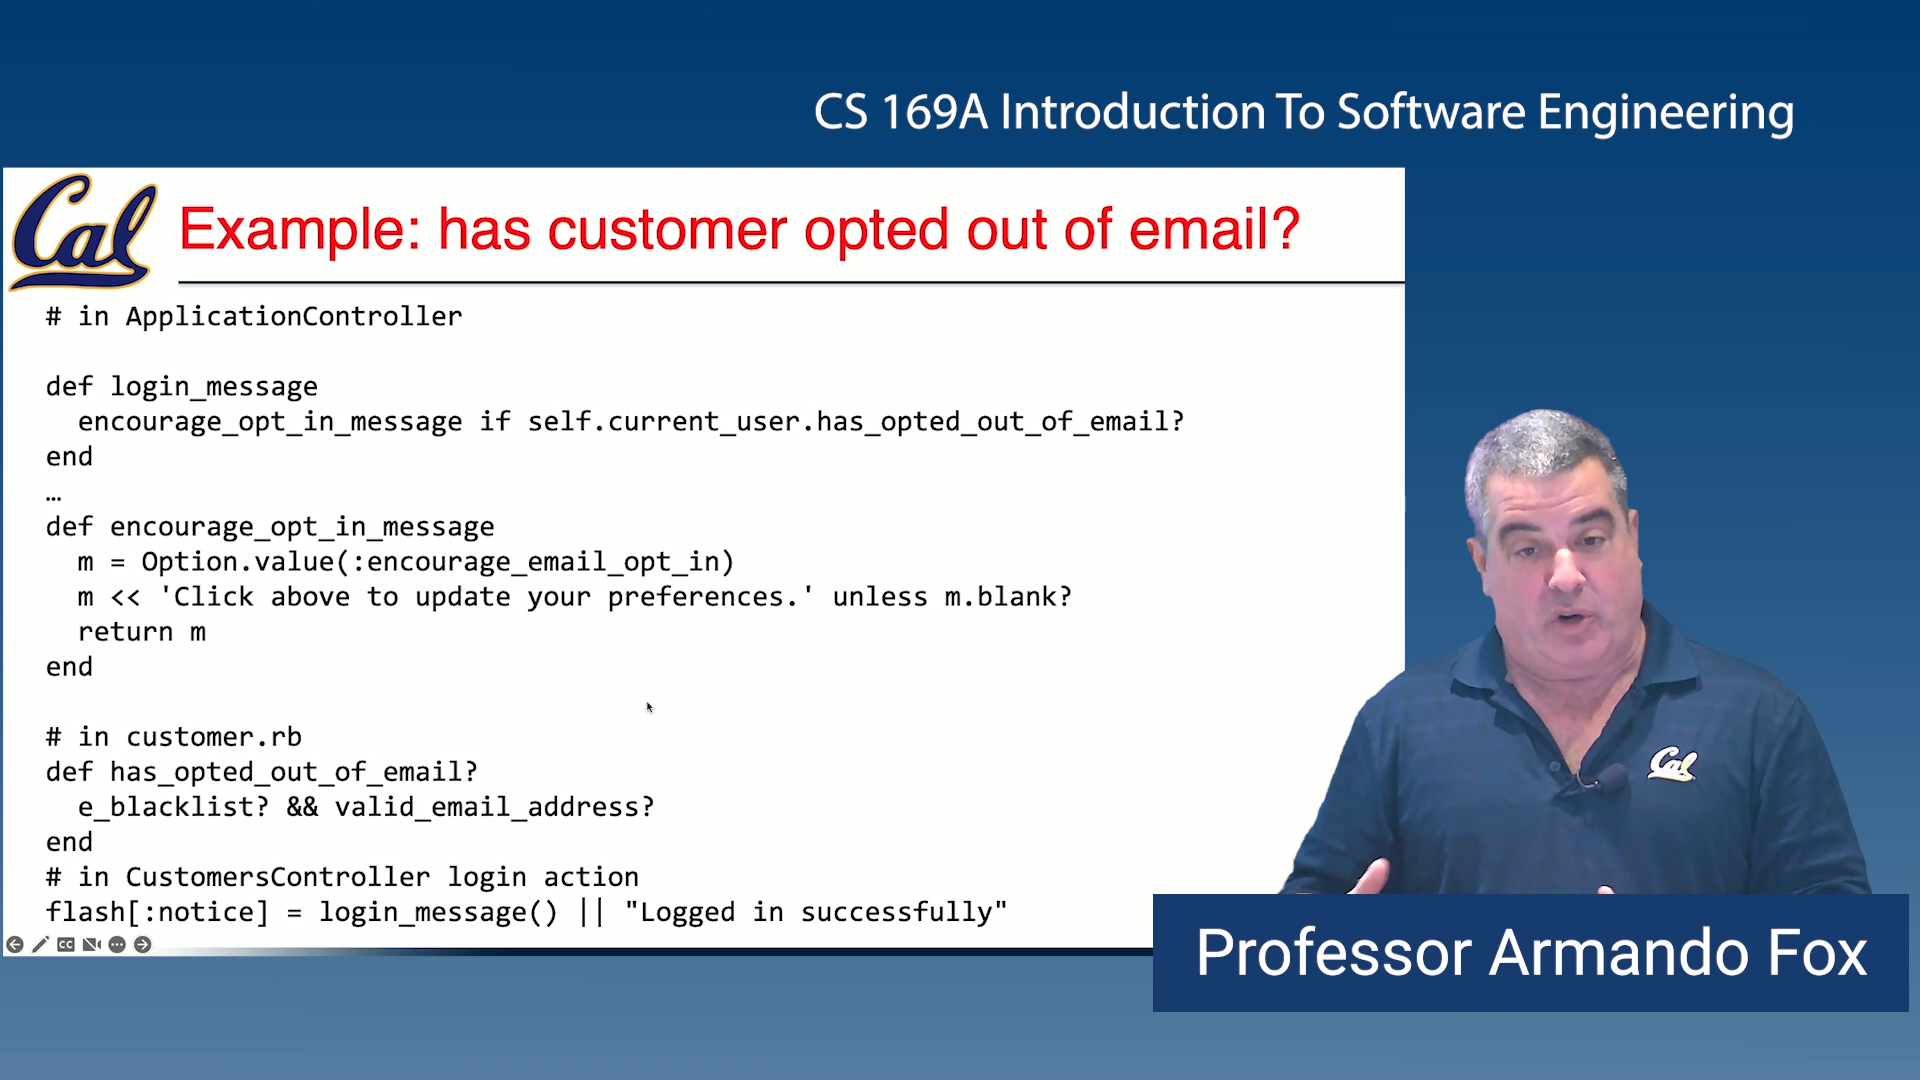 CS 169A Introduction To Software Engineering
Cal
Example: has customer opted out of email?
# in ApplicationController
def login_message
  encourage_opt_in_message if self.current_user.has_opted_out_of_email?
end
…
def encourage_opt_in_message
  m = Option.value(:encourage_email_opt_in)
  m << 'Click above to update your preferences.' unless m.blank?
  return m
end
# in customer.rb
def has_opted_out_of_email?
  e_blacklist? && valid_email_address?
end
# in CustomersController login action
flash[:notice] = login_message() || "Logged in successfully"
CC
Cal
Professor Armando Fox